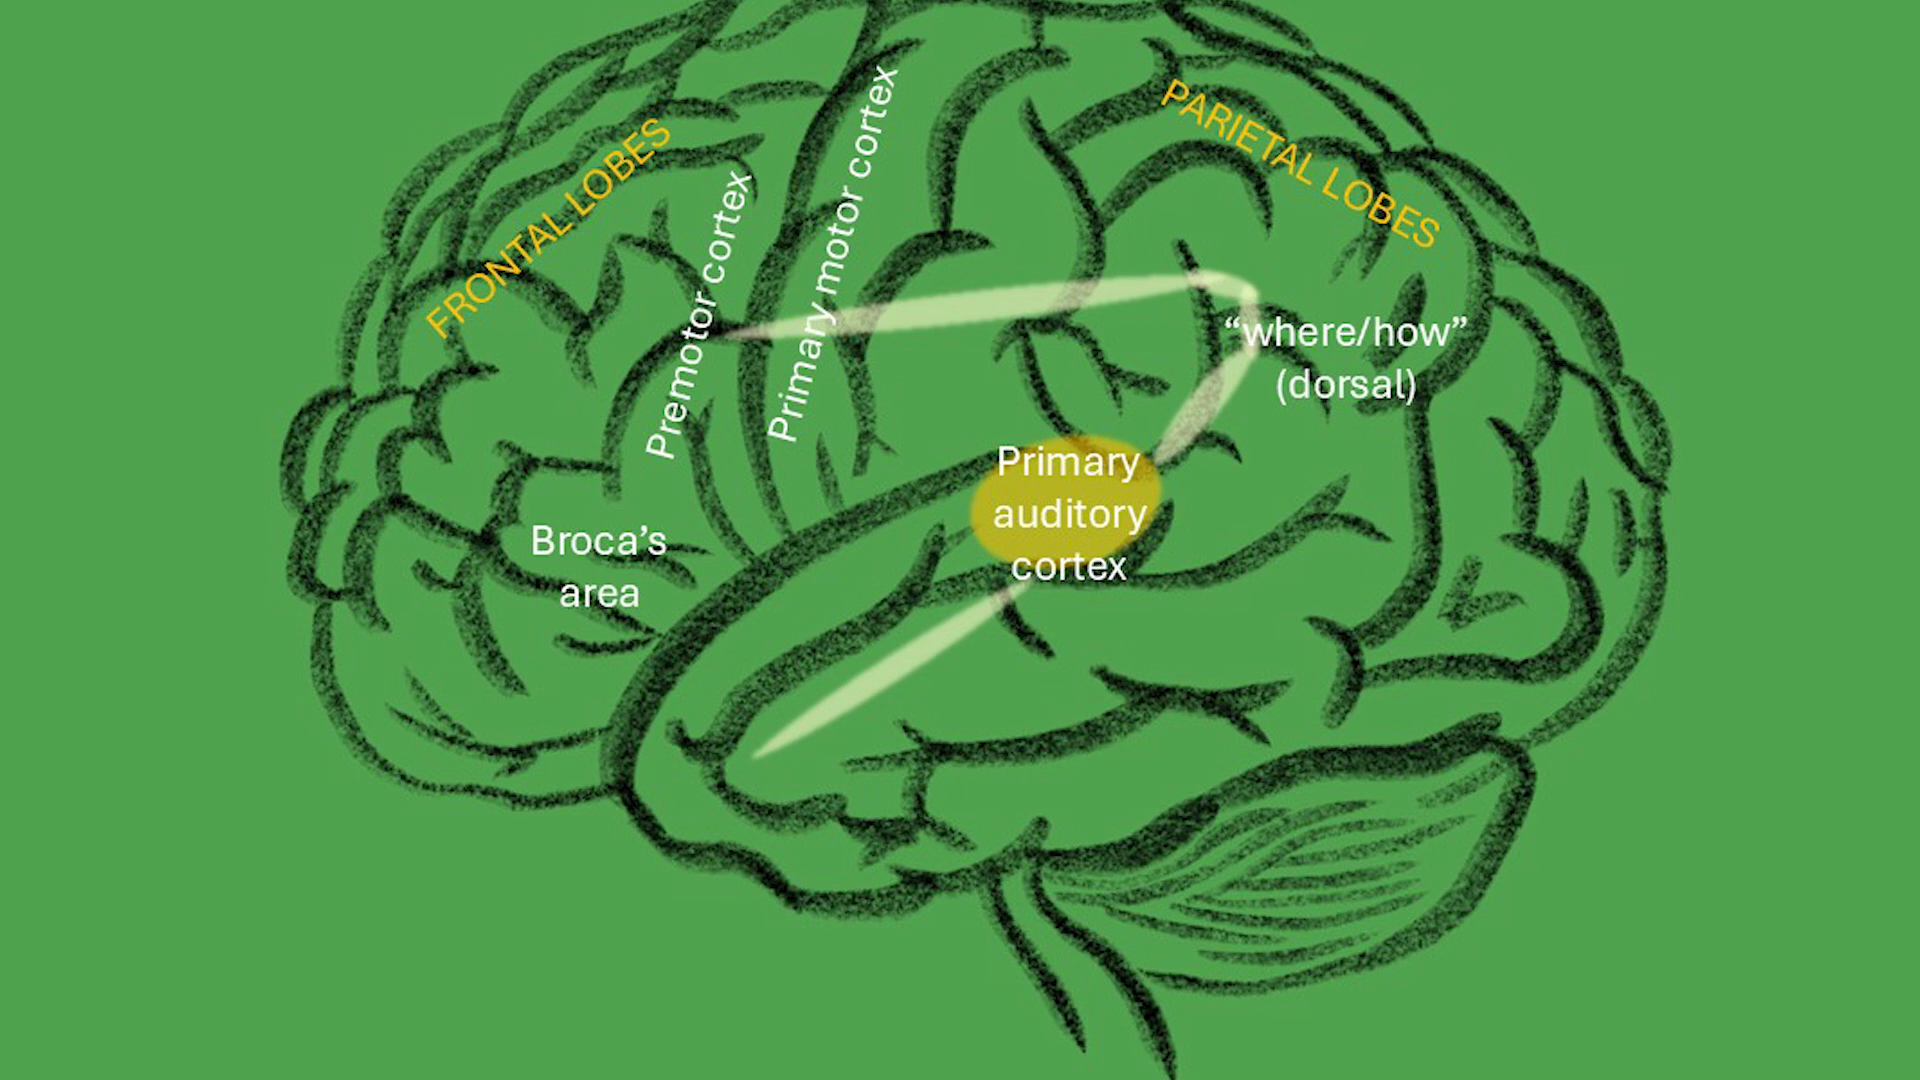 FRONTAL LOBES
Premotor cortex
Primary motor cortex
PARIETAL LOBES
“where/how”
(dorsal)
Primary
auditory
cortex
Broca’s
area